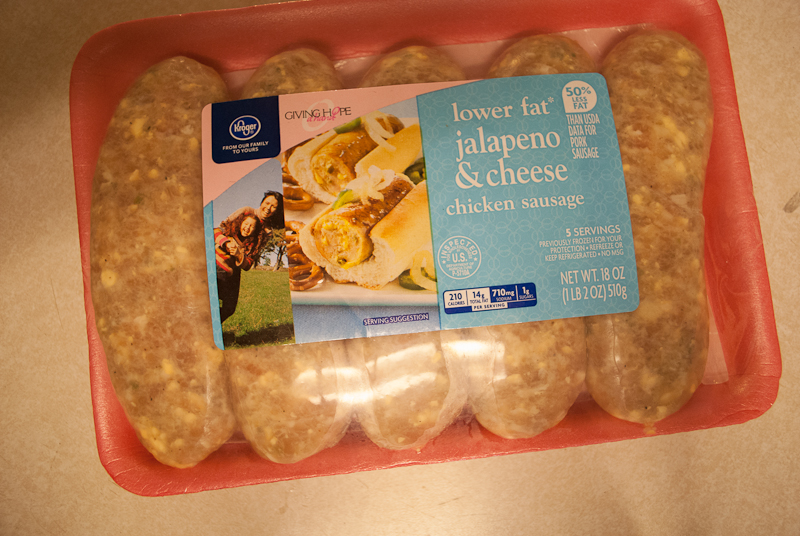 Kroger
FROM OUR FAMILY
TO YOURS
GIVING HOPE
a hand
lower fat*
jalapeno
& cheese
chicken sausage
50%
LESS
FAT
THAN USDA
DATA FOR
PORK
SAUSAGE
5 SERVINGS
PREVIOUSLY FROZEN FOR YOUR
PROTECTION • REFREEZE OR
KEEP REFRIGERATED • NO MSG
NET WT. 18 OZ
(1 LB 2 OZ) 510g
INSPECTED
U.S.
210
CALORIES
14g
TOTAL FAT
710mg
SODIUM
1g
SUGARS
PER SERVING
SERVING SUGGESTION